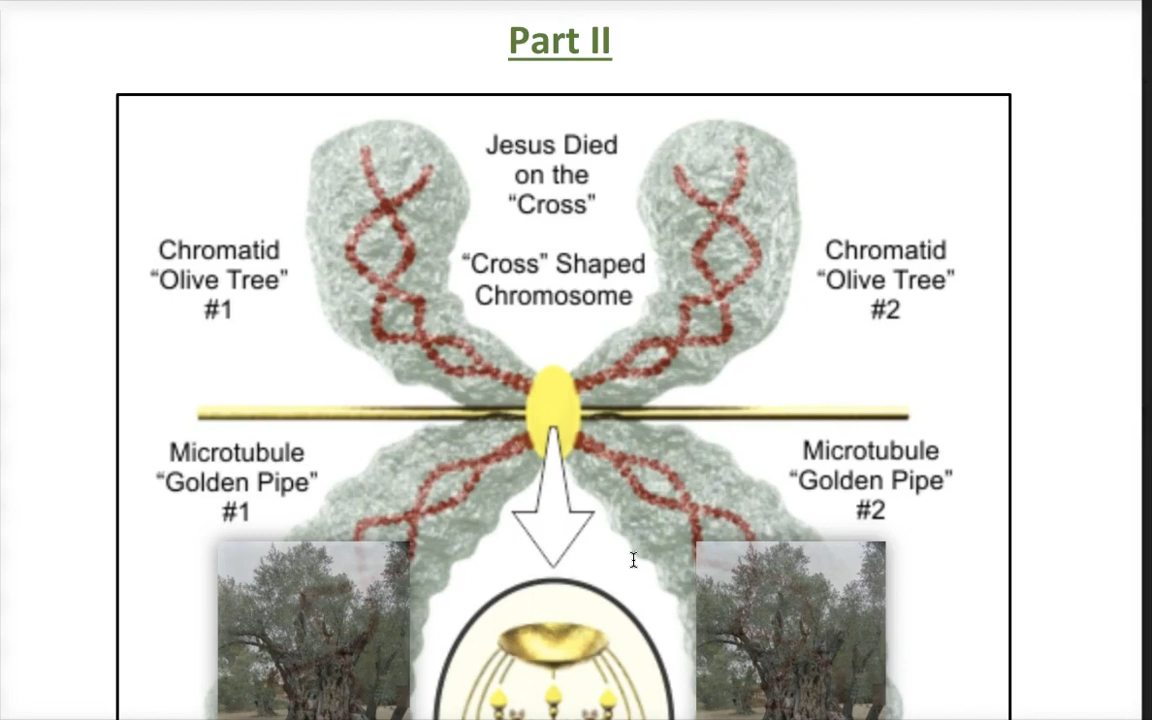 Part II
Jesus Died
on the
“Cross”
“Cross” Shaped
Chromosome
Chromatid
“Olive Tree”
#1
Chromatid
“Olive Tree”
#2
Microtubule
“Golden Pipe”
#1
Microtubule
“Golden Pipe”
#2